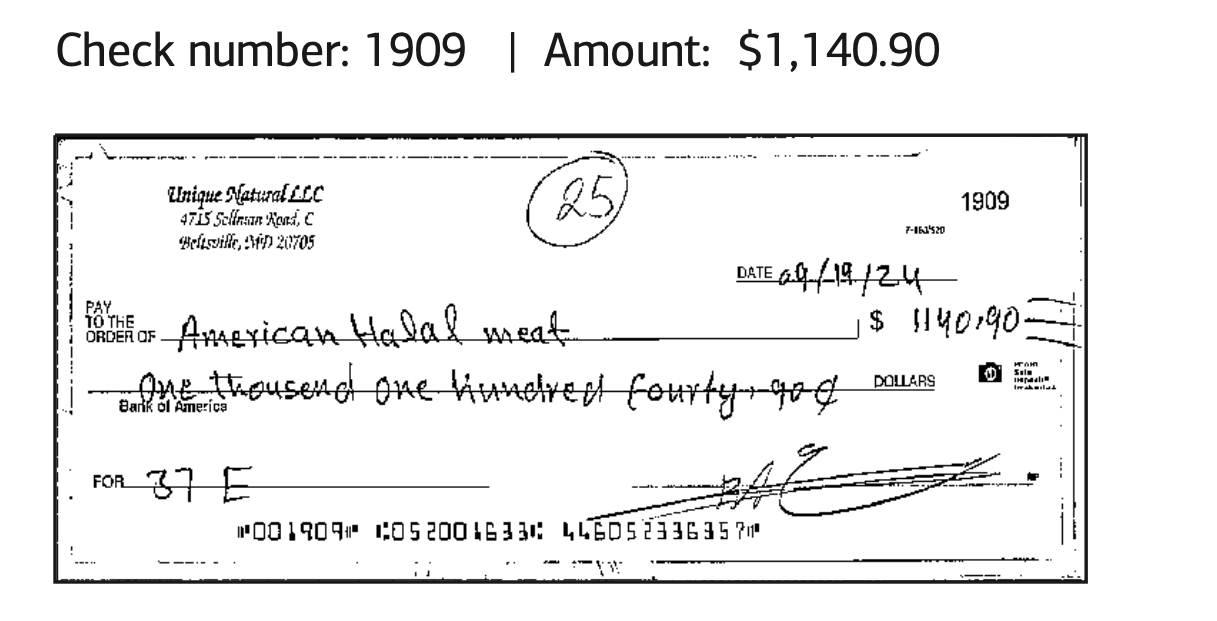 Check number: 1909 | Amount: $1,140.90
25
Unique Natural LLC
4715 Sellman Road, C
Beltsville, MD 20705
1909
7-163/520
DATE 09/19/24
PAY
TO THE
ORDER OF American Halal meat $ 1140.90
One thousend one hundred fourty, 90¢ DOLLARS
Bank of America
FOR 37 E
⑈001909⑈ ⑆052001633⑆ 446052336357⑈